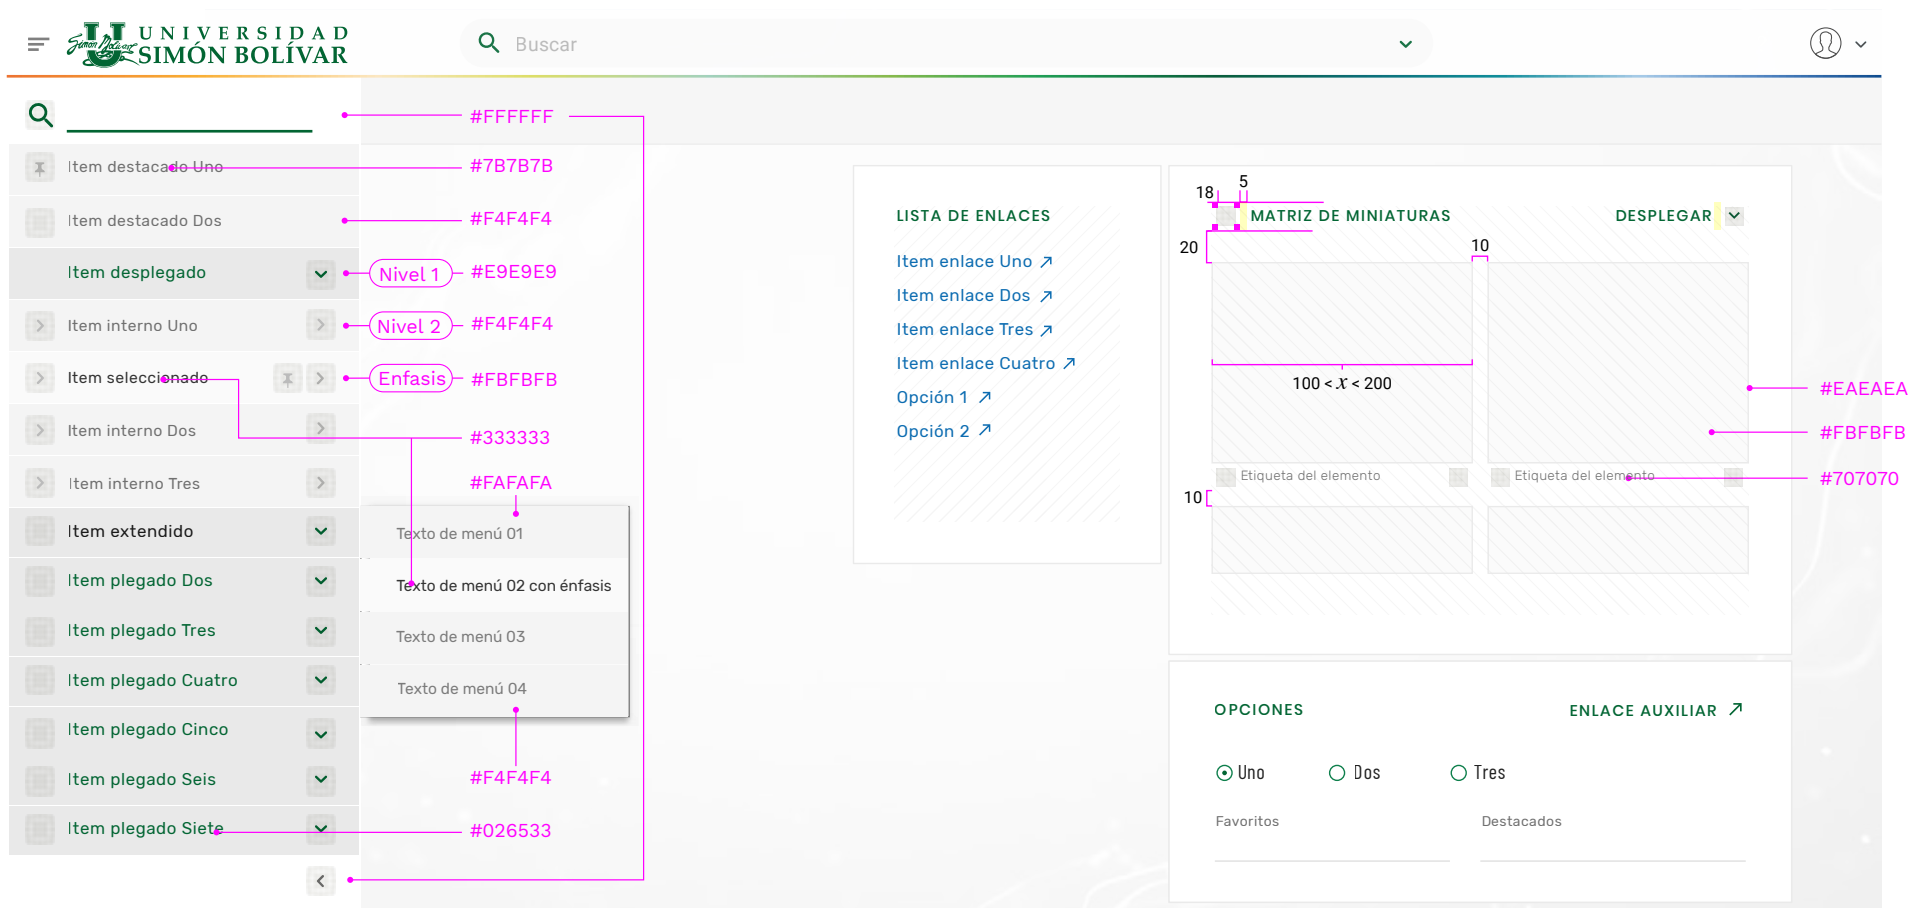 UNIVERSIDAD
SIMÓN BOLÍVAR
Simón Bolívar
Buscar
#FFFFFF
Item destacado Uno
#7B7B7B
Item destacado Dos
#F4F4F4
Item desplegado
Nivel 1
#E9E9E9
Item interno Uno
Nivel 2
#F4F4F4
Item seleccionado
Enfasis
#FBFBFB
Item interno Dos
#333333
Item interno Tres
#FAFAFA
Item extendido
Item plegado Dos
Item plegado Tres
Item plegado Cuatro
Item plegado Cinco
Item plegado Seis
Item plegado Siete
Texto de menú 01
Texto de menú 02 con énfasis
Texto de menú 03
Texto de menú 04
#F4F4F4
#026533
LISTA DE ENLACES
Item enlace Uno
Item enlace Dos
Item enlace Tres
Item enlace Cuatro
Opción 1
Opción 2
18
5
MATRIZ DE MINIATURAS
DESPLEGAR
20
10
100 < x < 200
#EAEAEA
#FBFBFB
Etiqueta del elemento
Etiqueta del elemento
#707070
10
OPCIONES
ENLACE AUXILIAR
Uno
Dos
Tres
Favoritos
Destacados